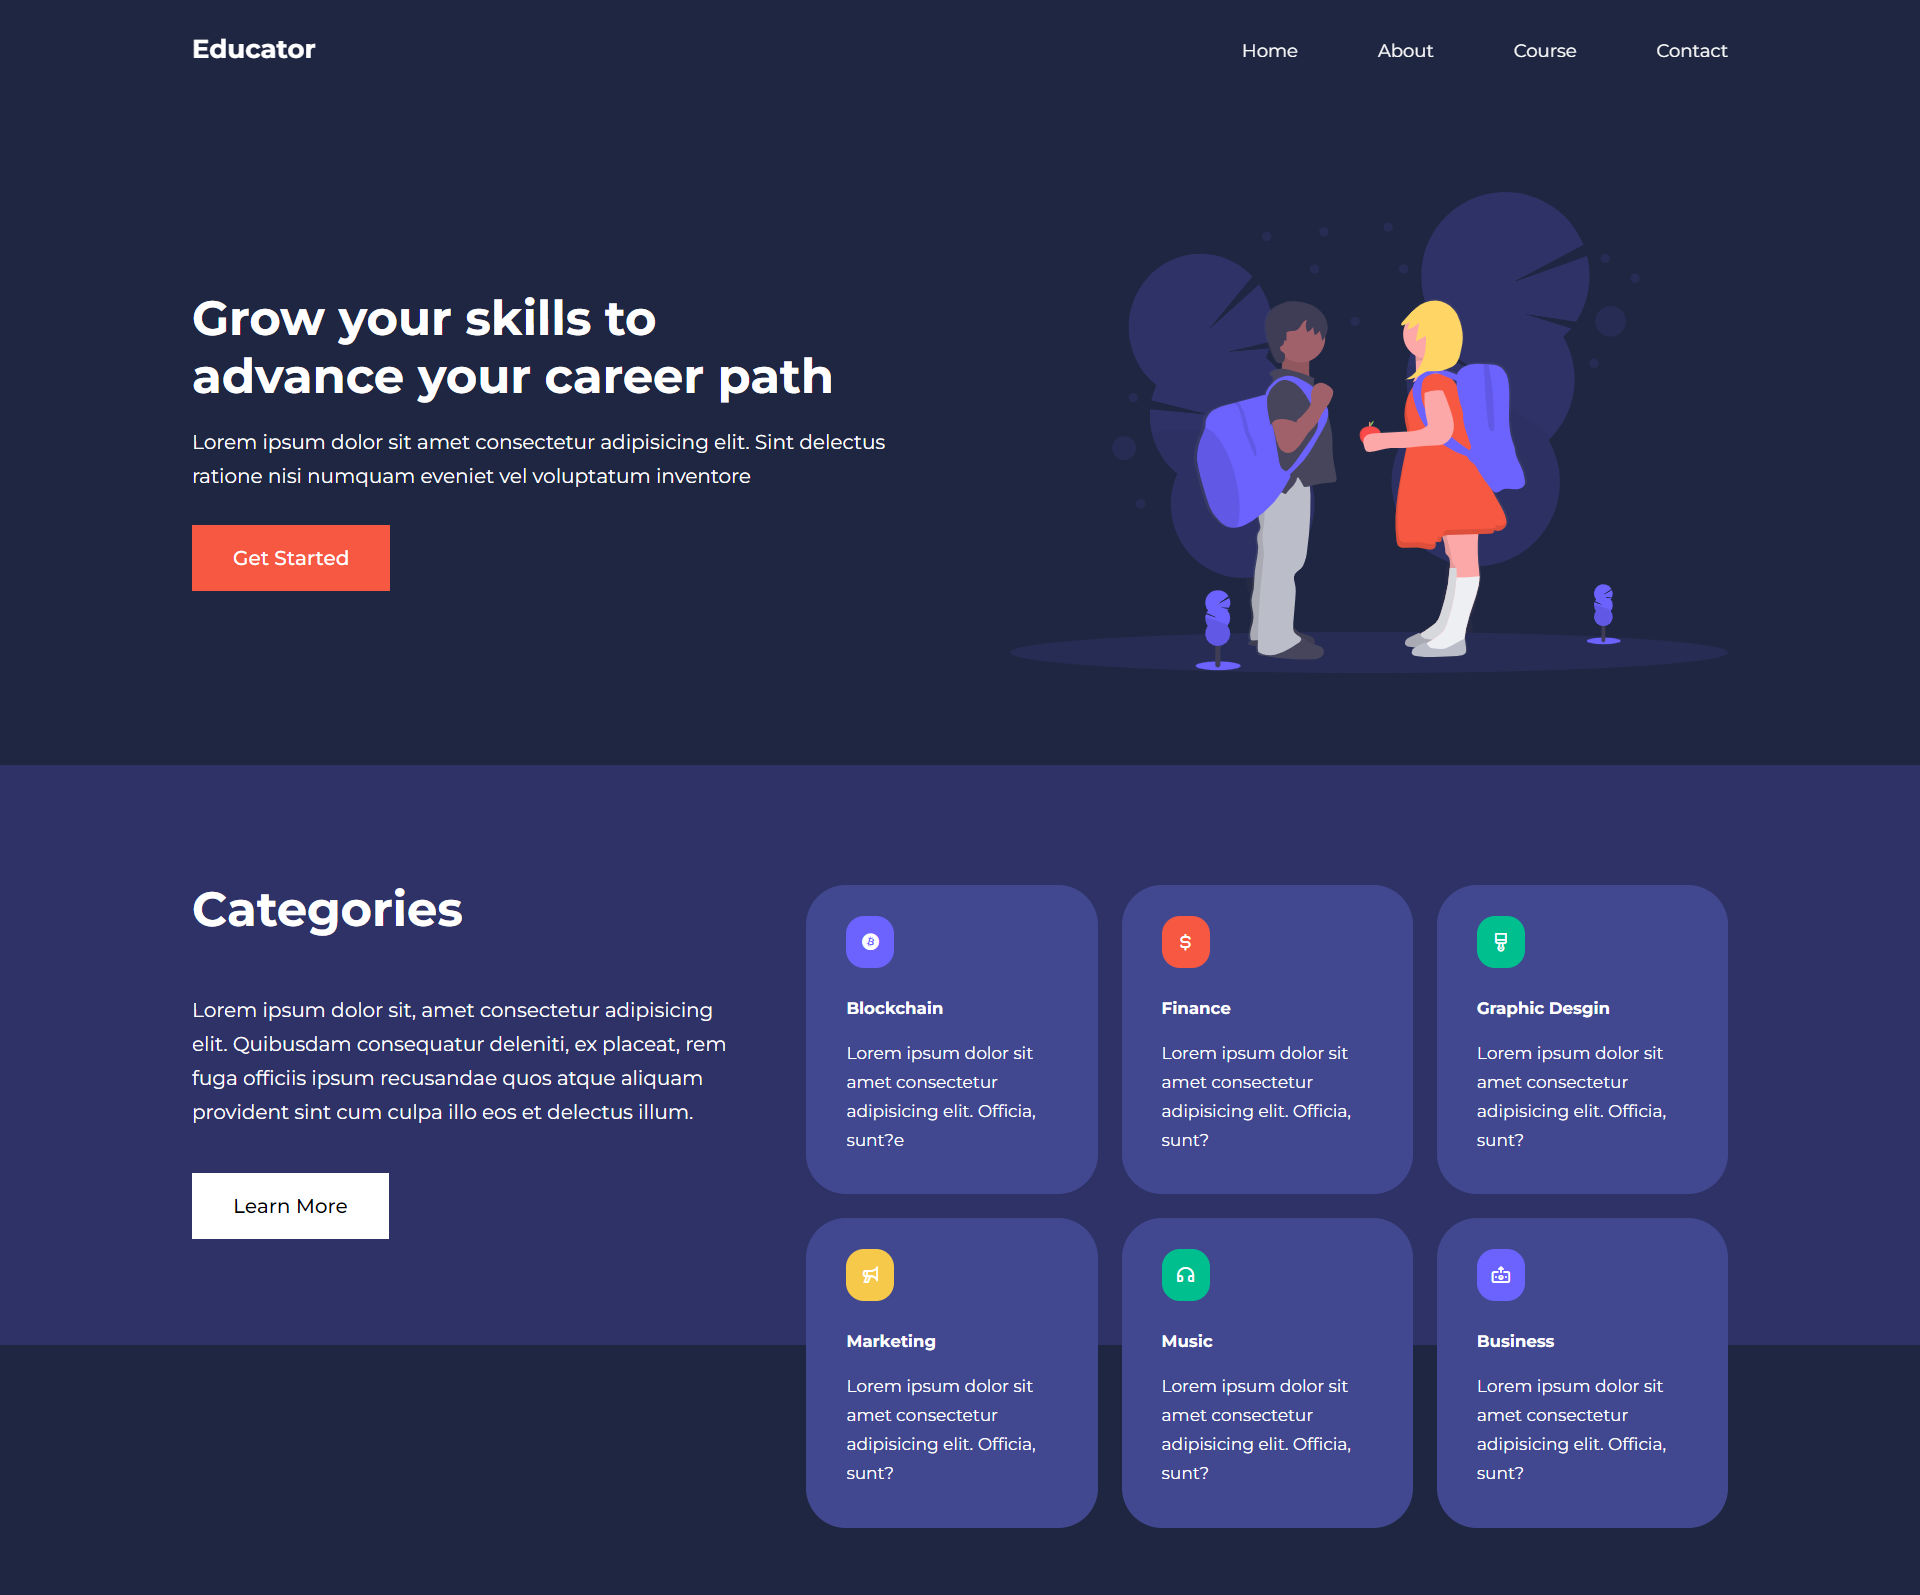 Educator
Home
About
Course
Contact
Grow your skills to
advance your career path
Lorem ipsum dolor sit amet consectetur adipisicing elit. Sint delectus
ratione nisi numquam eveniet vel voluptatum inventore
Get Started
Categories
Lorem ipsum dolor sit, amet consectetur adipisicing
elit. Quibusdam consequatur deleniti, ex placeat, rem
fuga officiis ipsum recusandae quos atque aliquam
provident sint cum culpa illo eos et delectus illum.
Learn More
Blockchain
Lorem ipsum dolor sit
amet consectetur
adipisicing elit. Officia,
sunt?e
Finance
Lorem ipsum dolor sit
amet consectetur
adipisicing elit. Officia,
sunt?
Graphic Desgin
Lorem ipsum dolor sit
amet consectetur
adipisicing elit. Officia,
sunt?
Marketing
Lorem ipsum dolor sit
amet consectetur
adipisicing elit. Officia,
sunt?
Music
Lorem ipsum dolor sit
amet consectetur
adipisicing elit. Officia,
sunt?
Business
Lorem ipsum dolor sit
amet consectetur
adipisicing elit. Officia,
sunt?